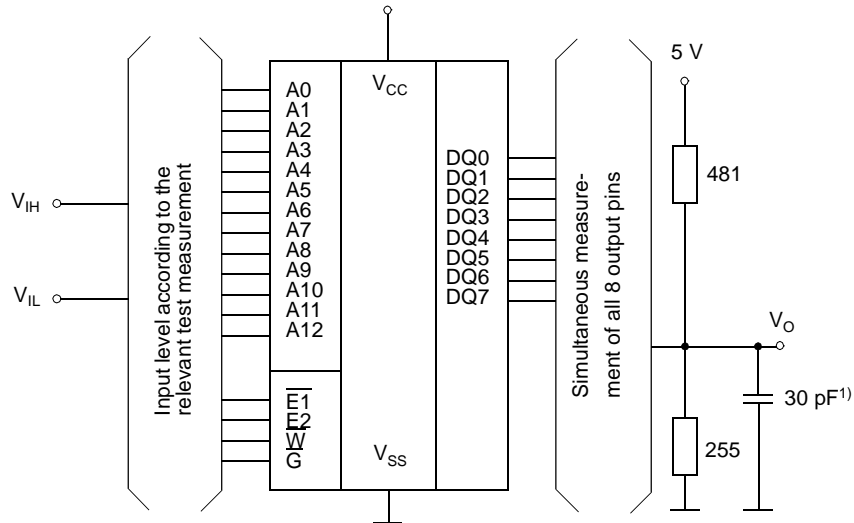 5 V
V_CC
A0
A1
A2
A3
A4
A5
A6
A7
A8
A9
A10
A11
A12
E1
E2
W
G
V_SS
DQ0
DQ1
DQ2
DQ3
DQ4
DQ5
DQ6
DQ7
V_IH
V_IL
Input level according to the
relevant test measurement
Simultaneous measure-
ment of all 8 output pins
481
V_O
30 pF¹⁾
255